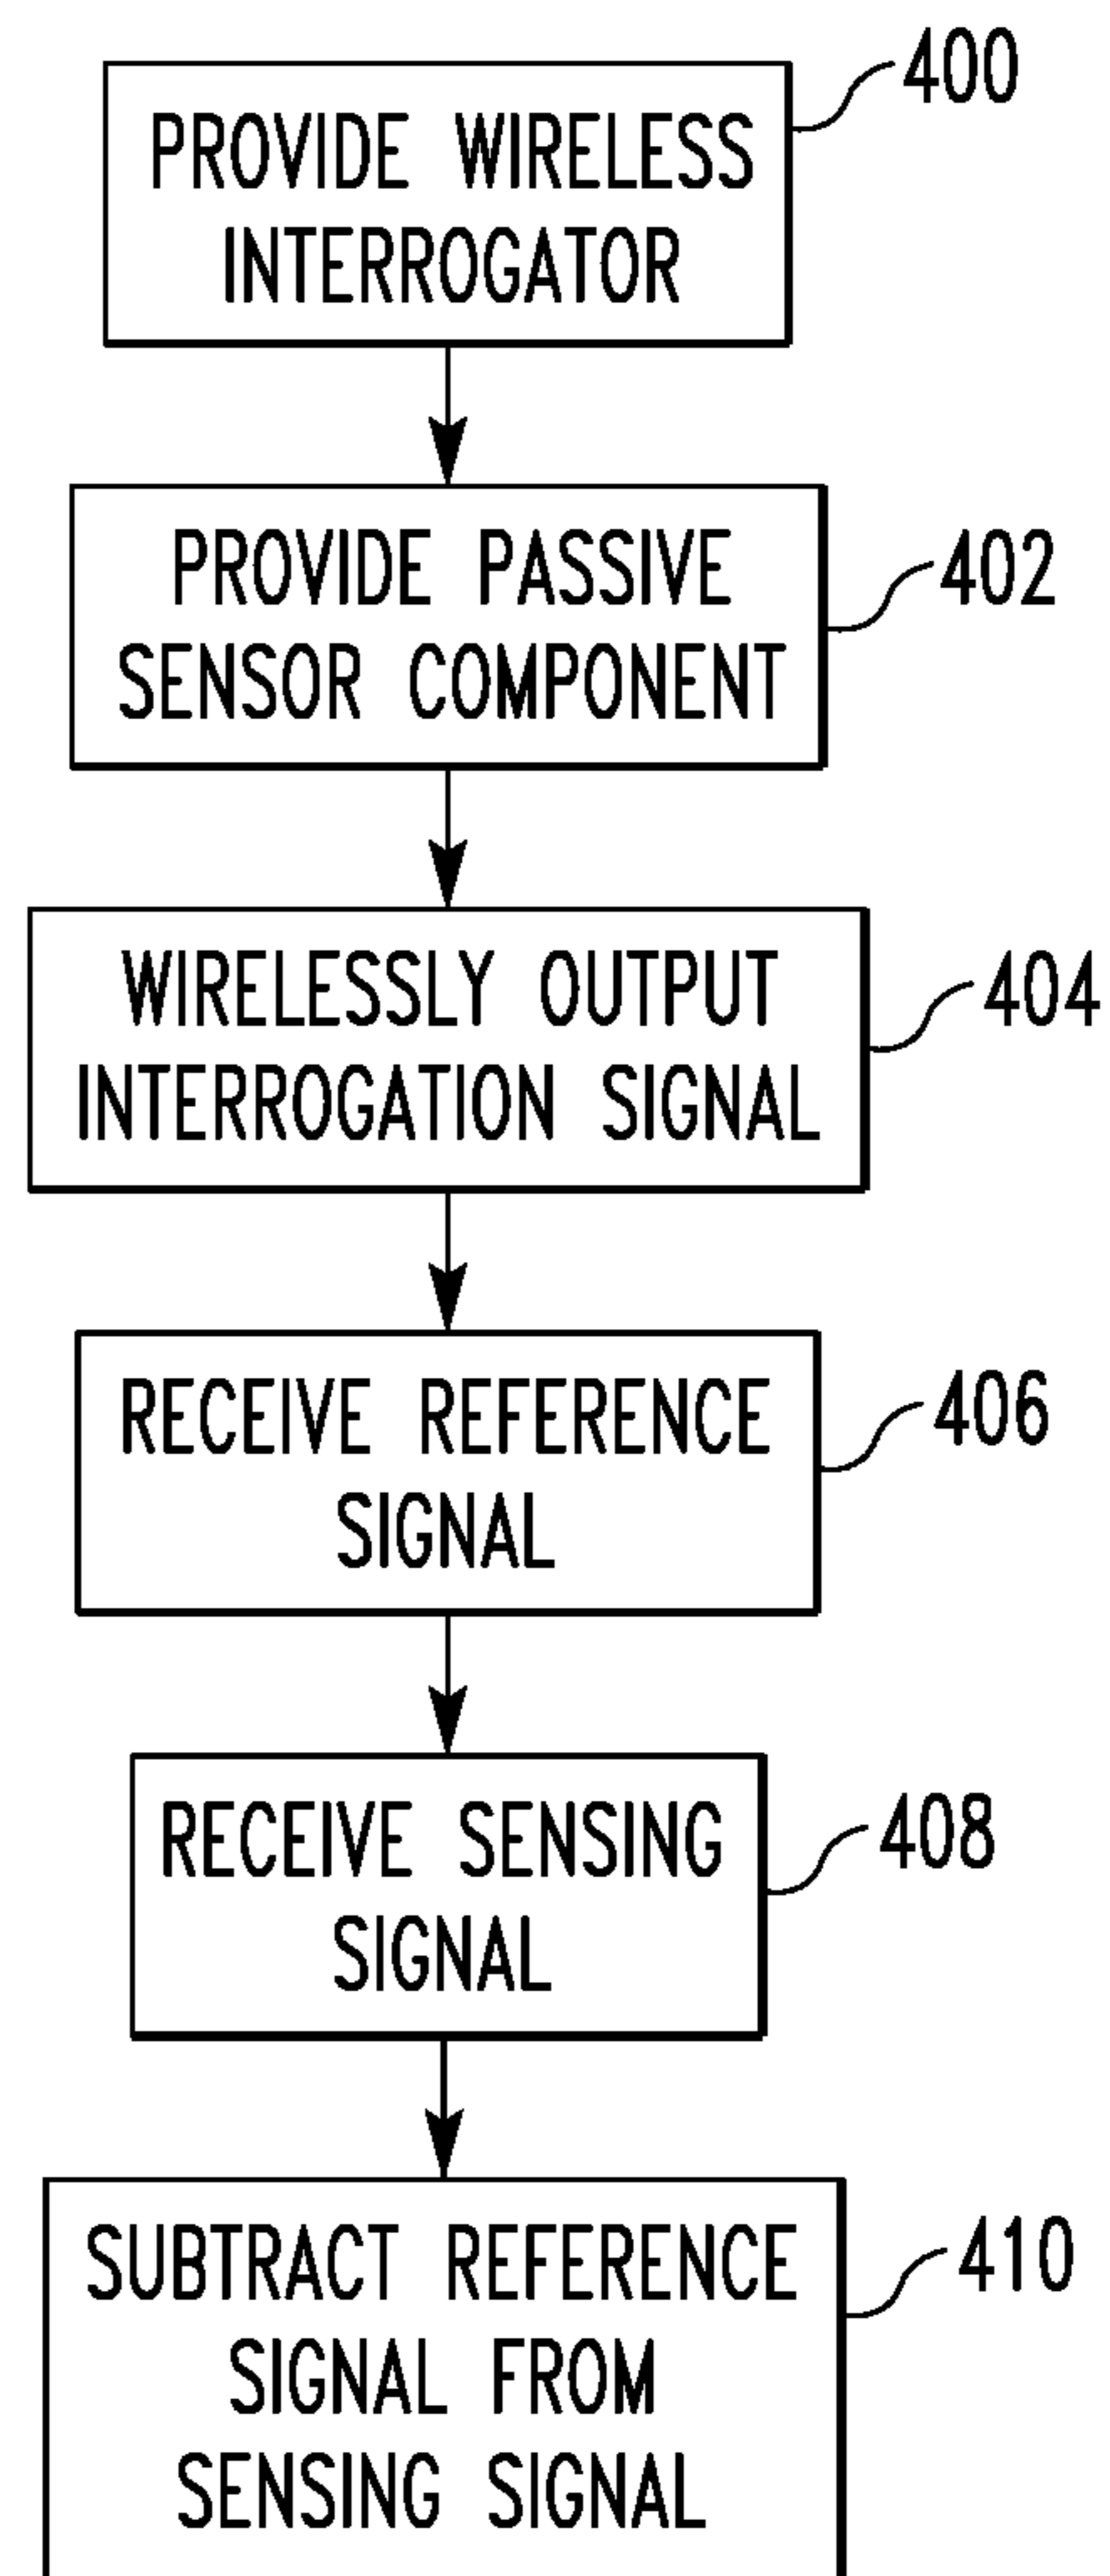 400
PROVIDE WIRELESS
INTERROGATOR
402
PROVIDE PASSIVE
SENSOR COMPONENT
404
WIRELESSLY OUTPUT
INTERROGATION SIGNAL
406
RECEIVE REFERENCE
SIGNAL
408
RECEIVE SENSING
SIGNAL
410
SUBTRACT REFERENCE
SIGNAL FROM
SENSING SIGNAL